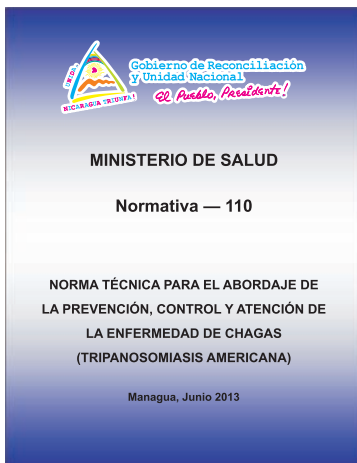 Gobierno de Reconciliación
y Unidad Nacional
El Pueblo, Presidente!
UNIDA,
NICARAGUA TRIUNFA!
MINISTERIO DE SALUD
Normativa — 110
NORMA TÉCNICA PARA EL ABORDAJE DE
LA PREVENCIÓN, CONTROL Y ATENCIÓN DE
LA ENFERMEDAD DE CHAGAS
(TRIPANOSOMIASIS AMERICANA)
Managua, Junio 2013